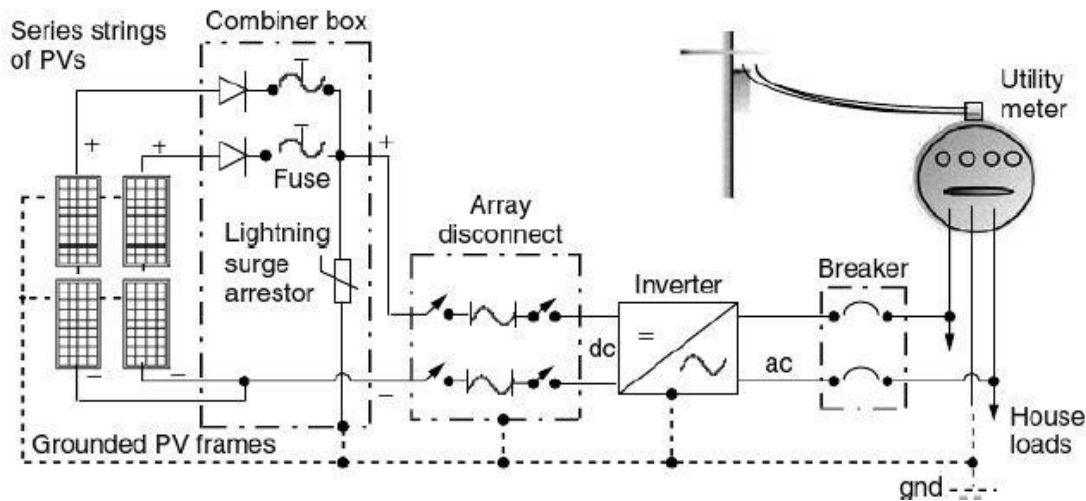 Series strings
of PVs
Combiner box
Utility
meter
+
+
+
Fuse
Array
disconnect
Lightning
surge
arrestor
Breaker
Inverter
=
dc
ac
–
–
–
House
loads
Grounded PV frames
gnd